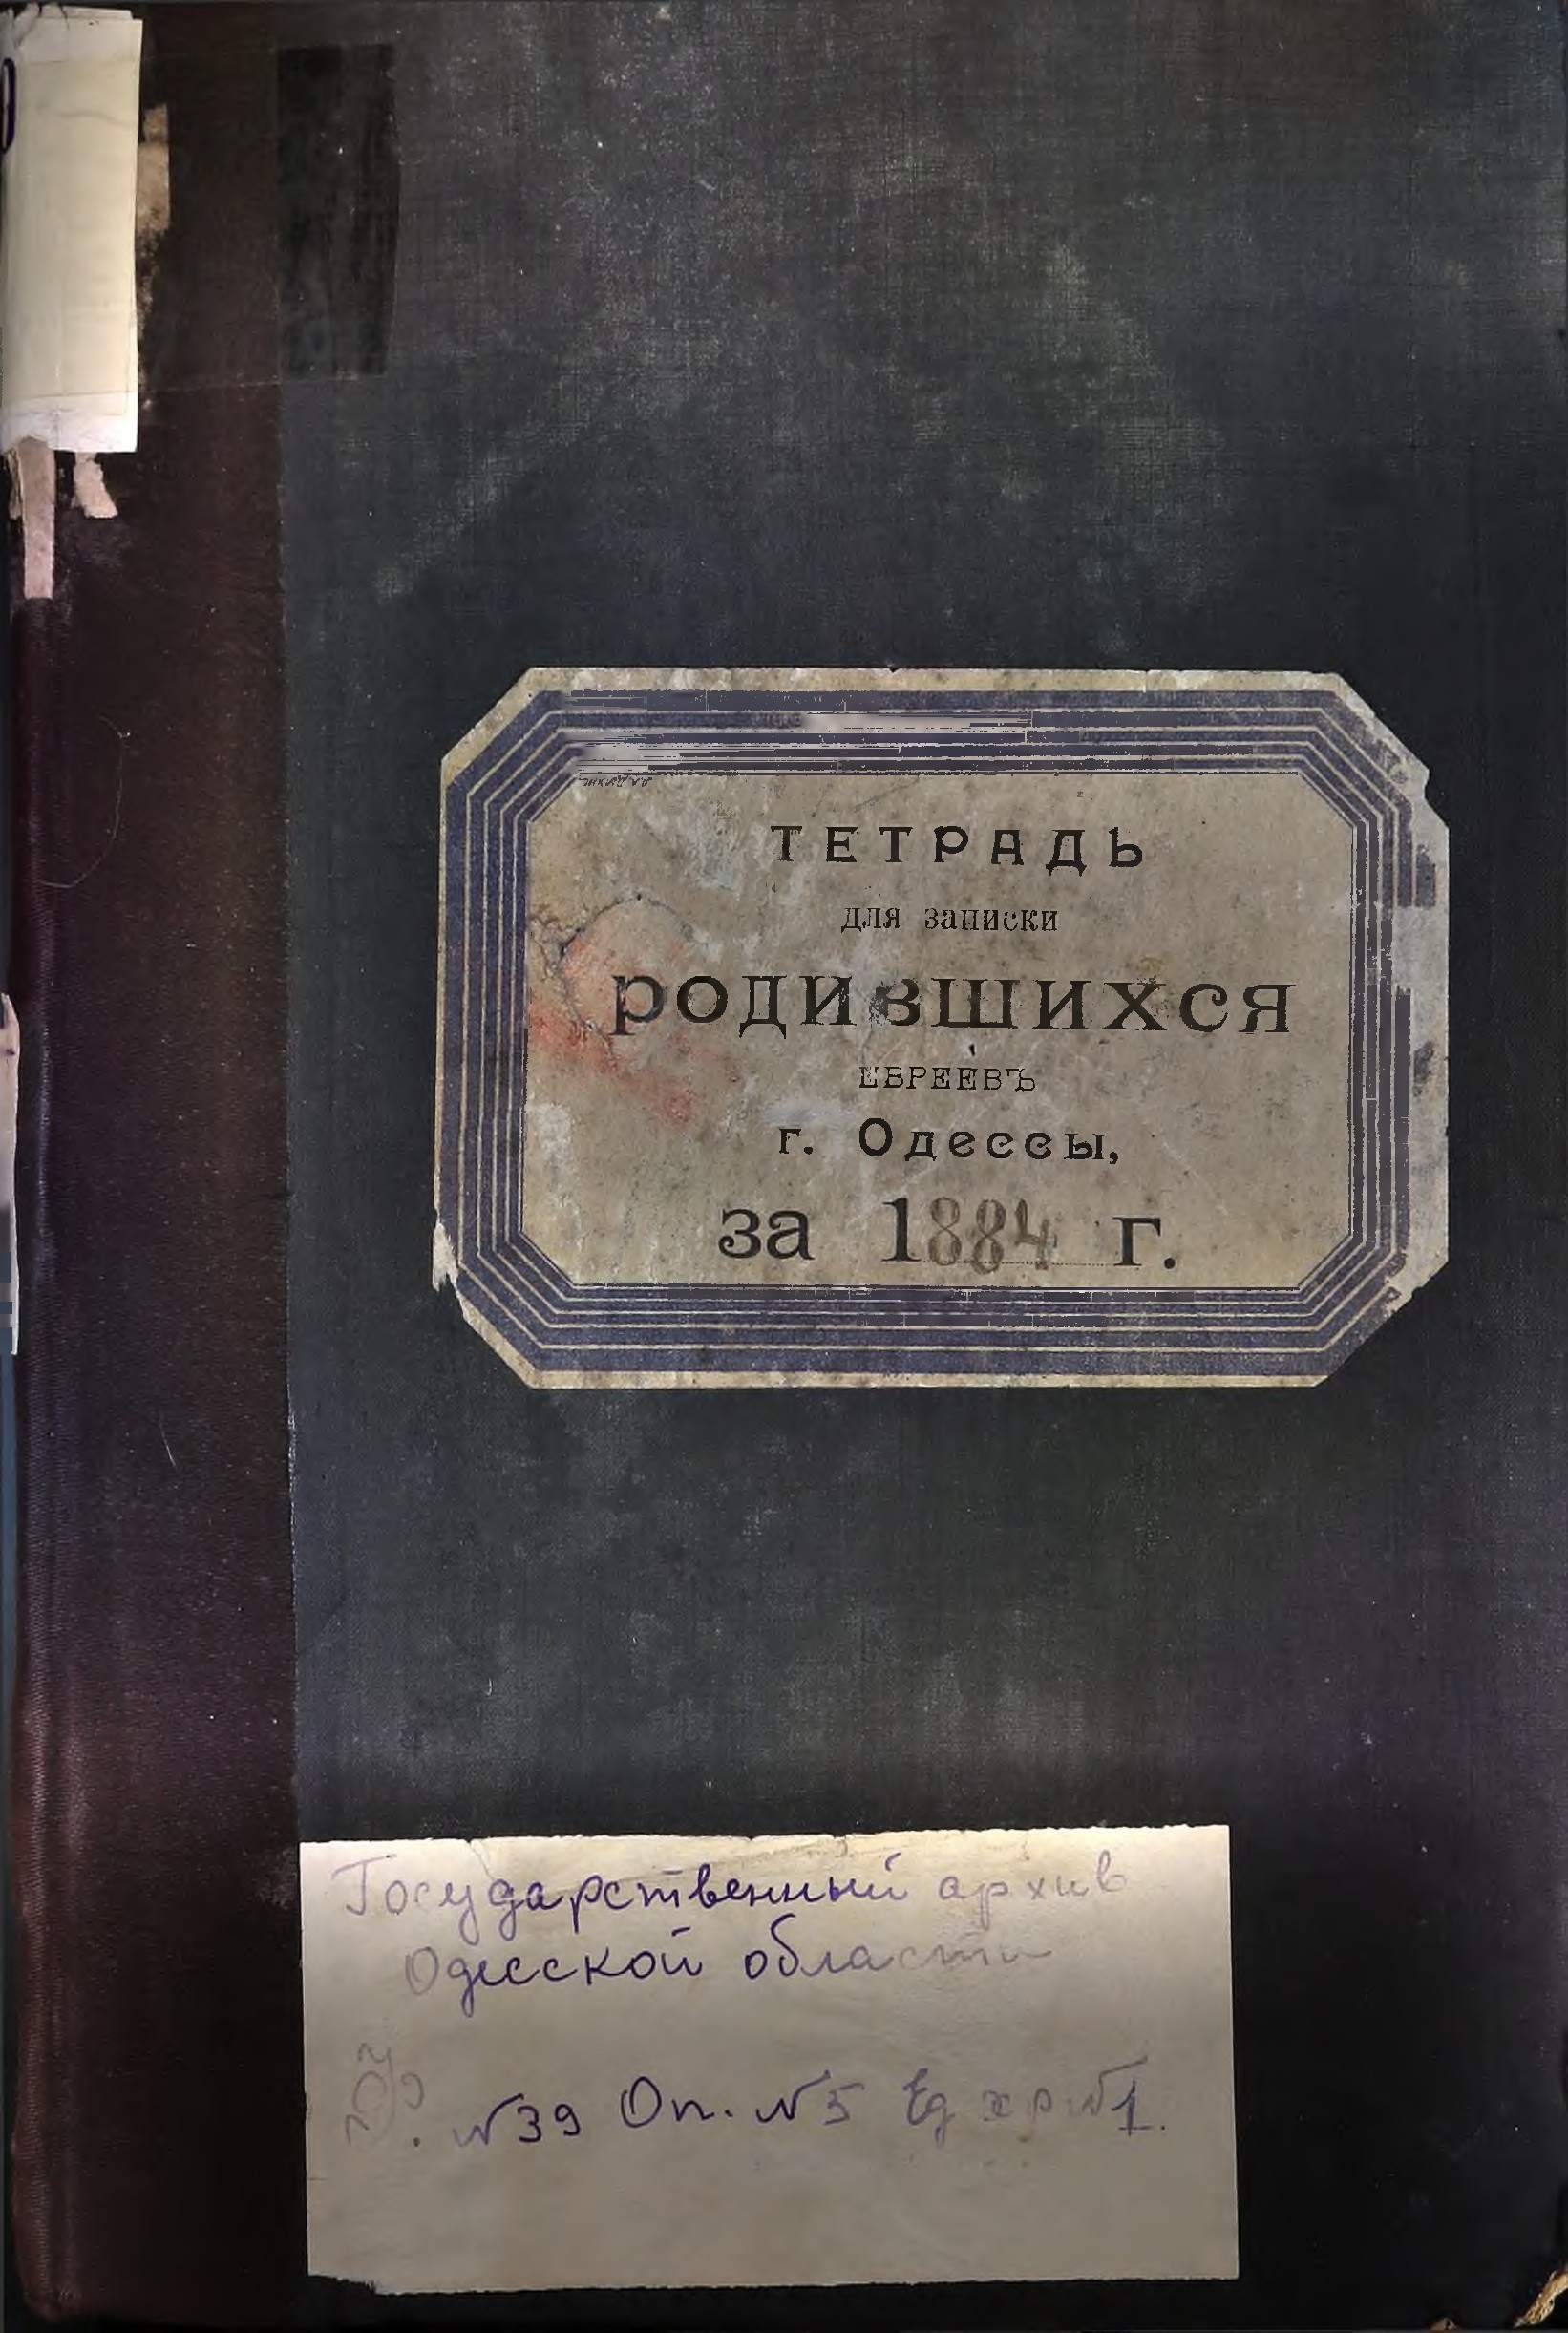 ТЕТРАДЬ
для записки
РОДИВШИХСЯ
ЕВРЕЕВЪ
г. Одессы,
за 1884 г.
Государственный архив
Одесской области
№39 Оп. №5 Ед хр №1.